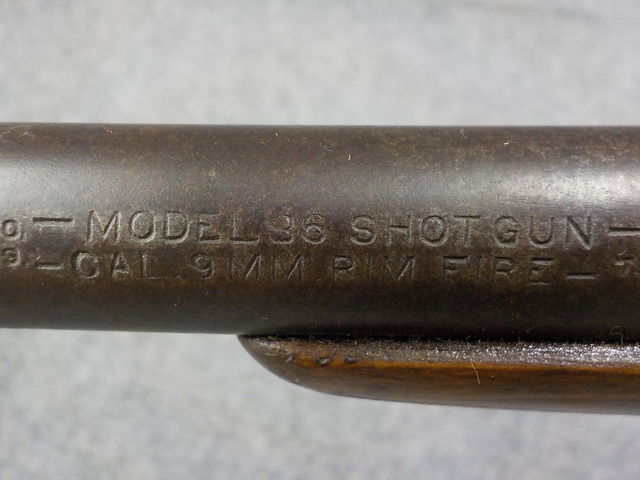 — MODEL 36 SHOTGUN —
— CAL. 9MM RIM FIRE —